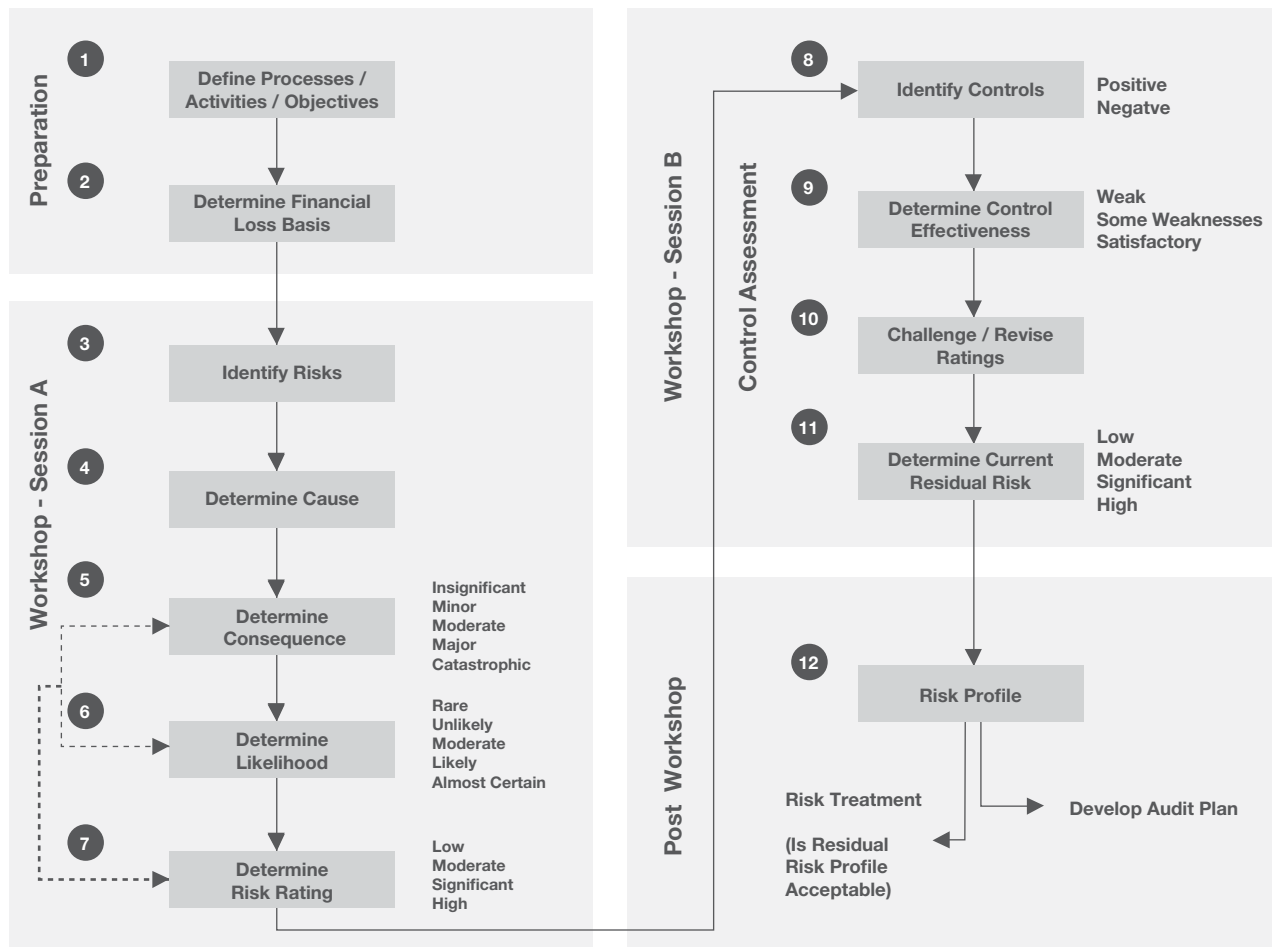 Preparation
1
Define Processes /
Activities / Objectives
2
Determine Financial
Loss Basis
Workshop - Session A
3
Identify Risks
4
Determine Cause
5
Determine
Consequence
Insignificant
Minor
Moderate
Major
Catastrophic
6
Determine
Likelihood
Rare
Unlikely
Moderate
Likely
Almost Certain
7
Determine
Risk Rating
Low
Moderate
Significant
High
Workshop - Session B
Control Assessment
8
Identify Controls
Positive
Negatve
9
Determine Control
Effectiveness
Weak
Some Weaknesses
Satisfactory
10
Challenge / Revise
Ratings
11
Determine Current
Residual Risk
Low
Moderate
Significant
High
Post Workshop
12
Risk Profile
Risk Treatment
(Is Residual
Risk Profile
Acceptable)
Develop Audit Plan